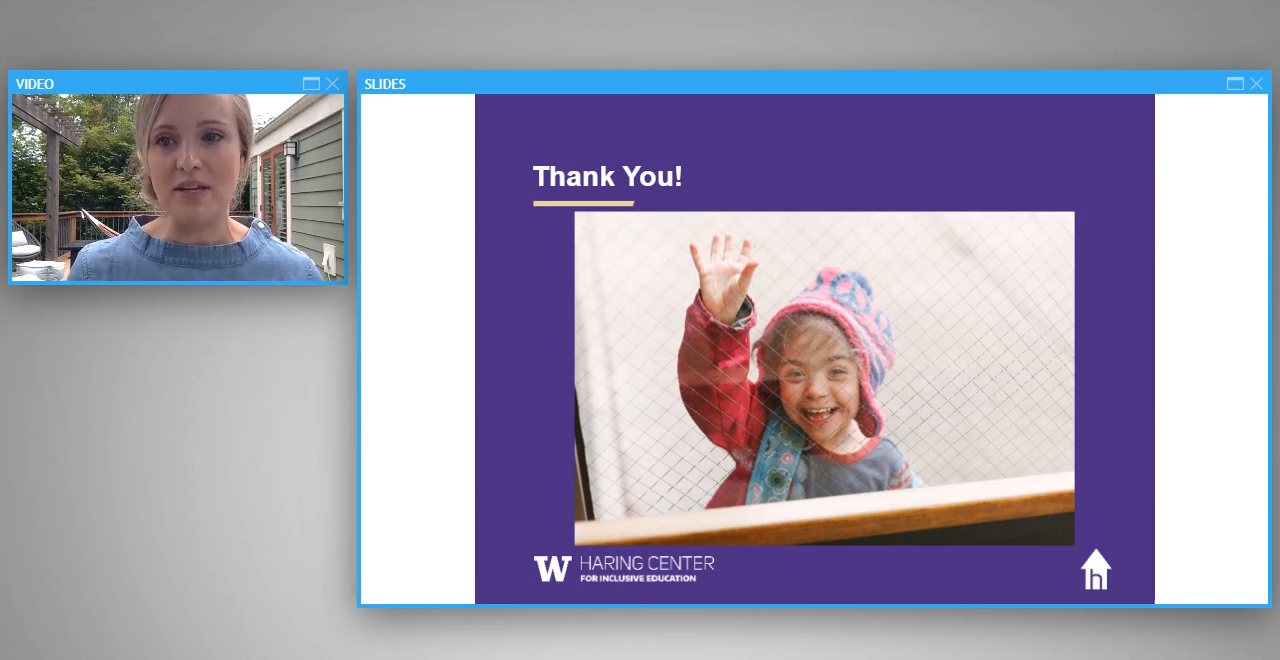 VIDEO
SLIDES
Thank You!
W HARING CENTER
FOR INCLUSIVE EDUCATION
h